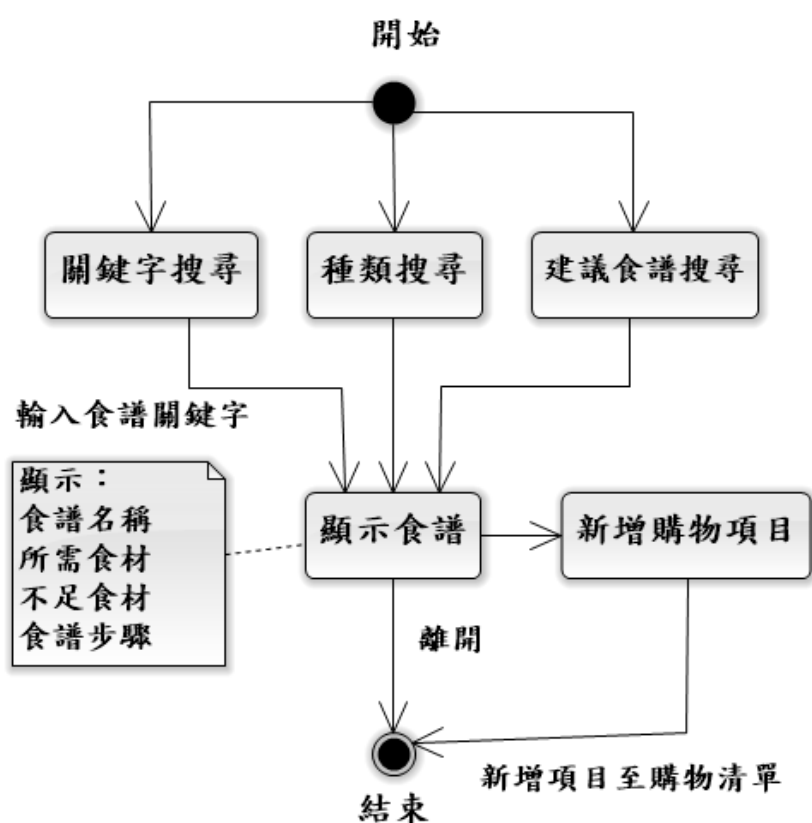 開始
關鍵字搜尋
種類搜尋
建議食譜搜尋
輸入食譜關鍵字
顯示：
食譜名稱
所需食材
不足食材
食譜步驟
顯示食譜
新增購物項目
離開
新增項目至購物清單
結束